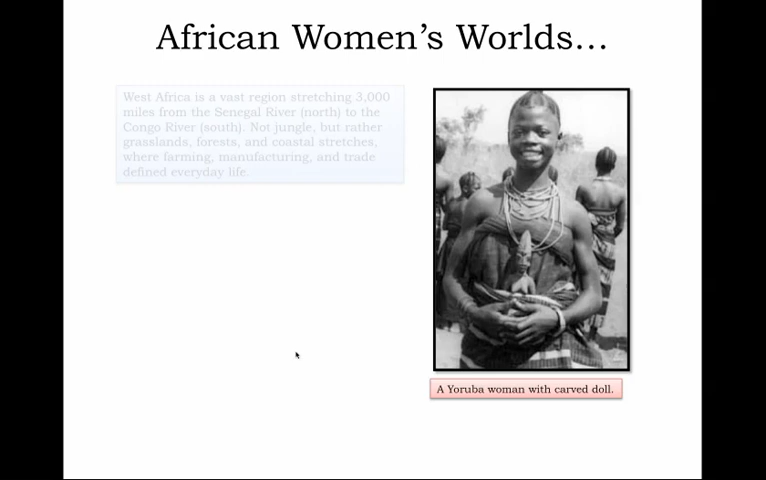 African Women's Worlds...
West Africa is a vast region stretching 3,000
miles from the Senegal River (north) to the
Congo River (south). Not jungle, but rather
grasslands, forests, and coastal stretches,
where farming, manufacturing, and trade
defined everyday life.
A Yoruba woman with carved doll.